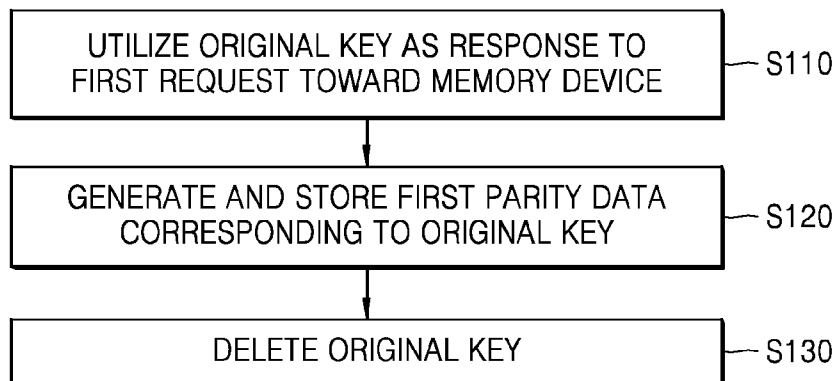 UTILIZE ORIGINAL KEY AS RESPONSE TO
FIRST REQUEST TOWARD MEMORY DEVICE
S110
GENERATE AND STORE FIRST PARITY DATA
CORRESPONDING TO ORIGINAL KEY
S120
DELETE ORIGINAL KEY
S130